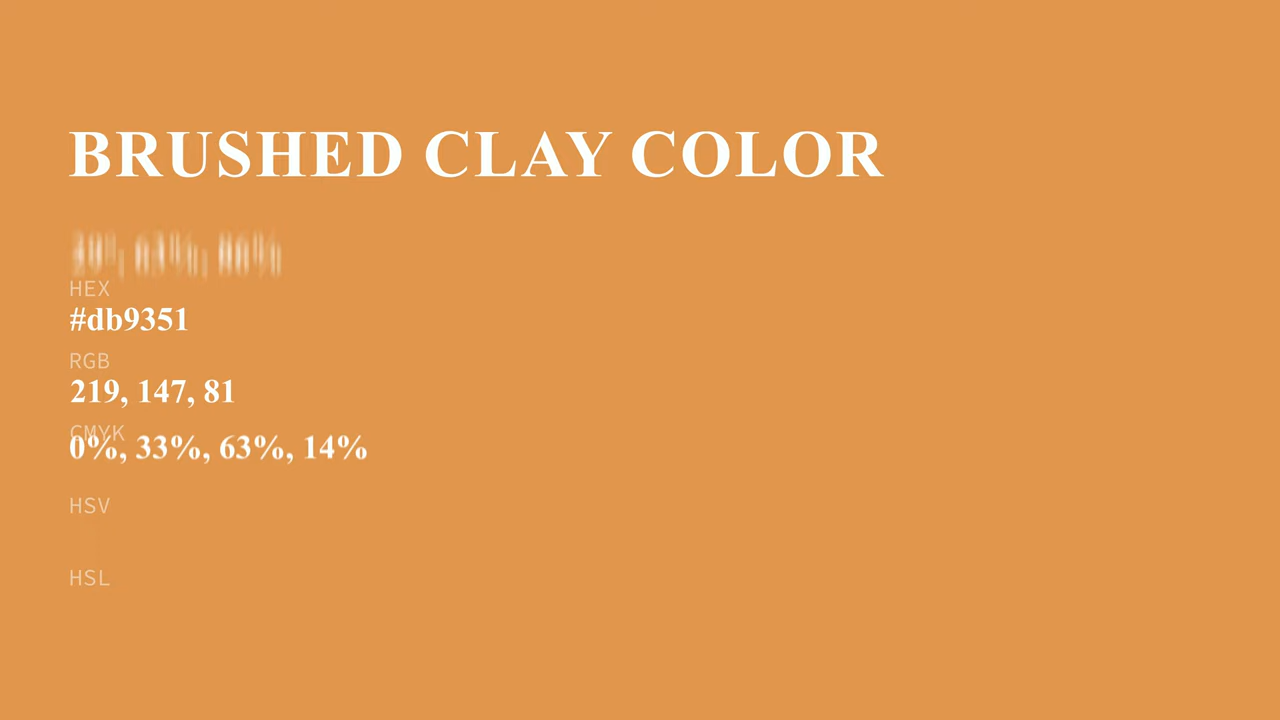 BRUSHED CLAY COLOR
HEX
#db9351
RGB
219, 147, 81
CMYK
0%, 33%, 63%, 14%
HSV
HSL